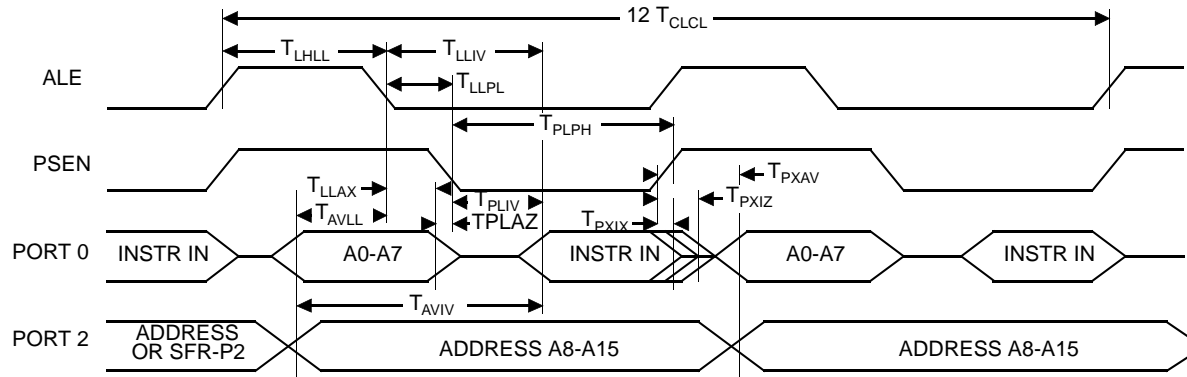 12 TCLCL
TLHLL TLLIV
ALE
TLLPL
TPLPH
PSEN
TPXAV
TLLAX
TPLIV
TPXIZ
TAVLL
TPLAZ
TPXIX
PORT 0 INSTR IN A0-A7 INSTR IN A0-A7 INSTR IN
TAVIV
PORT 2
ADDRESS
OR SFR-P2
ADDRESS A8-A15 ADDRESS A8-A15